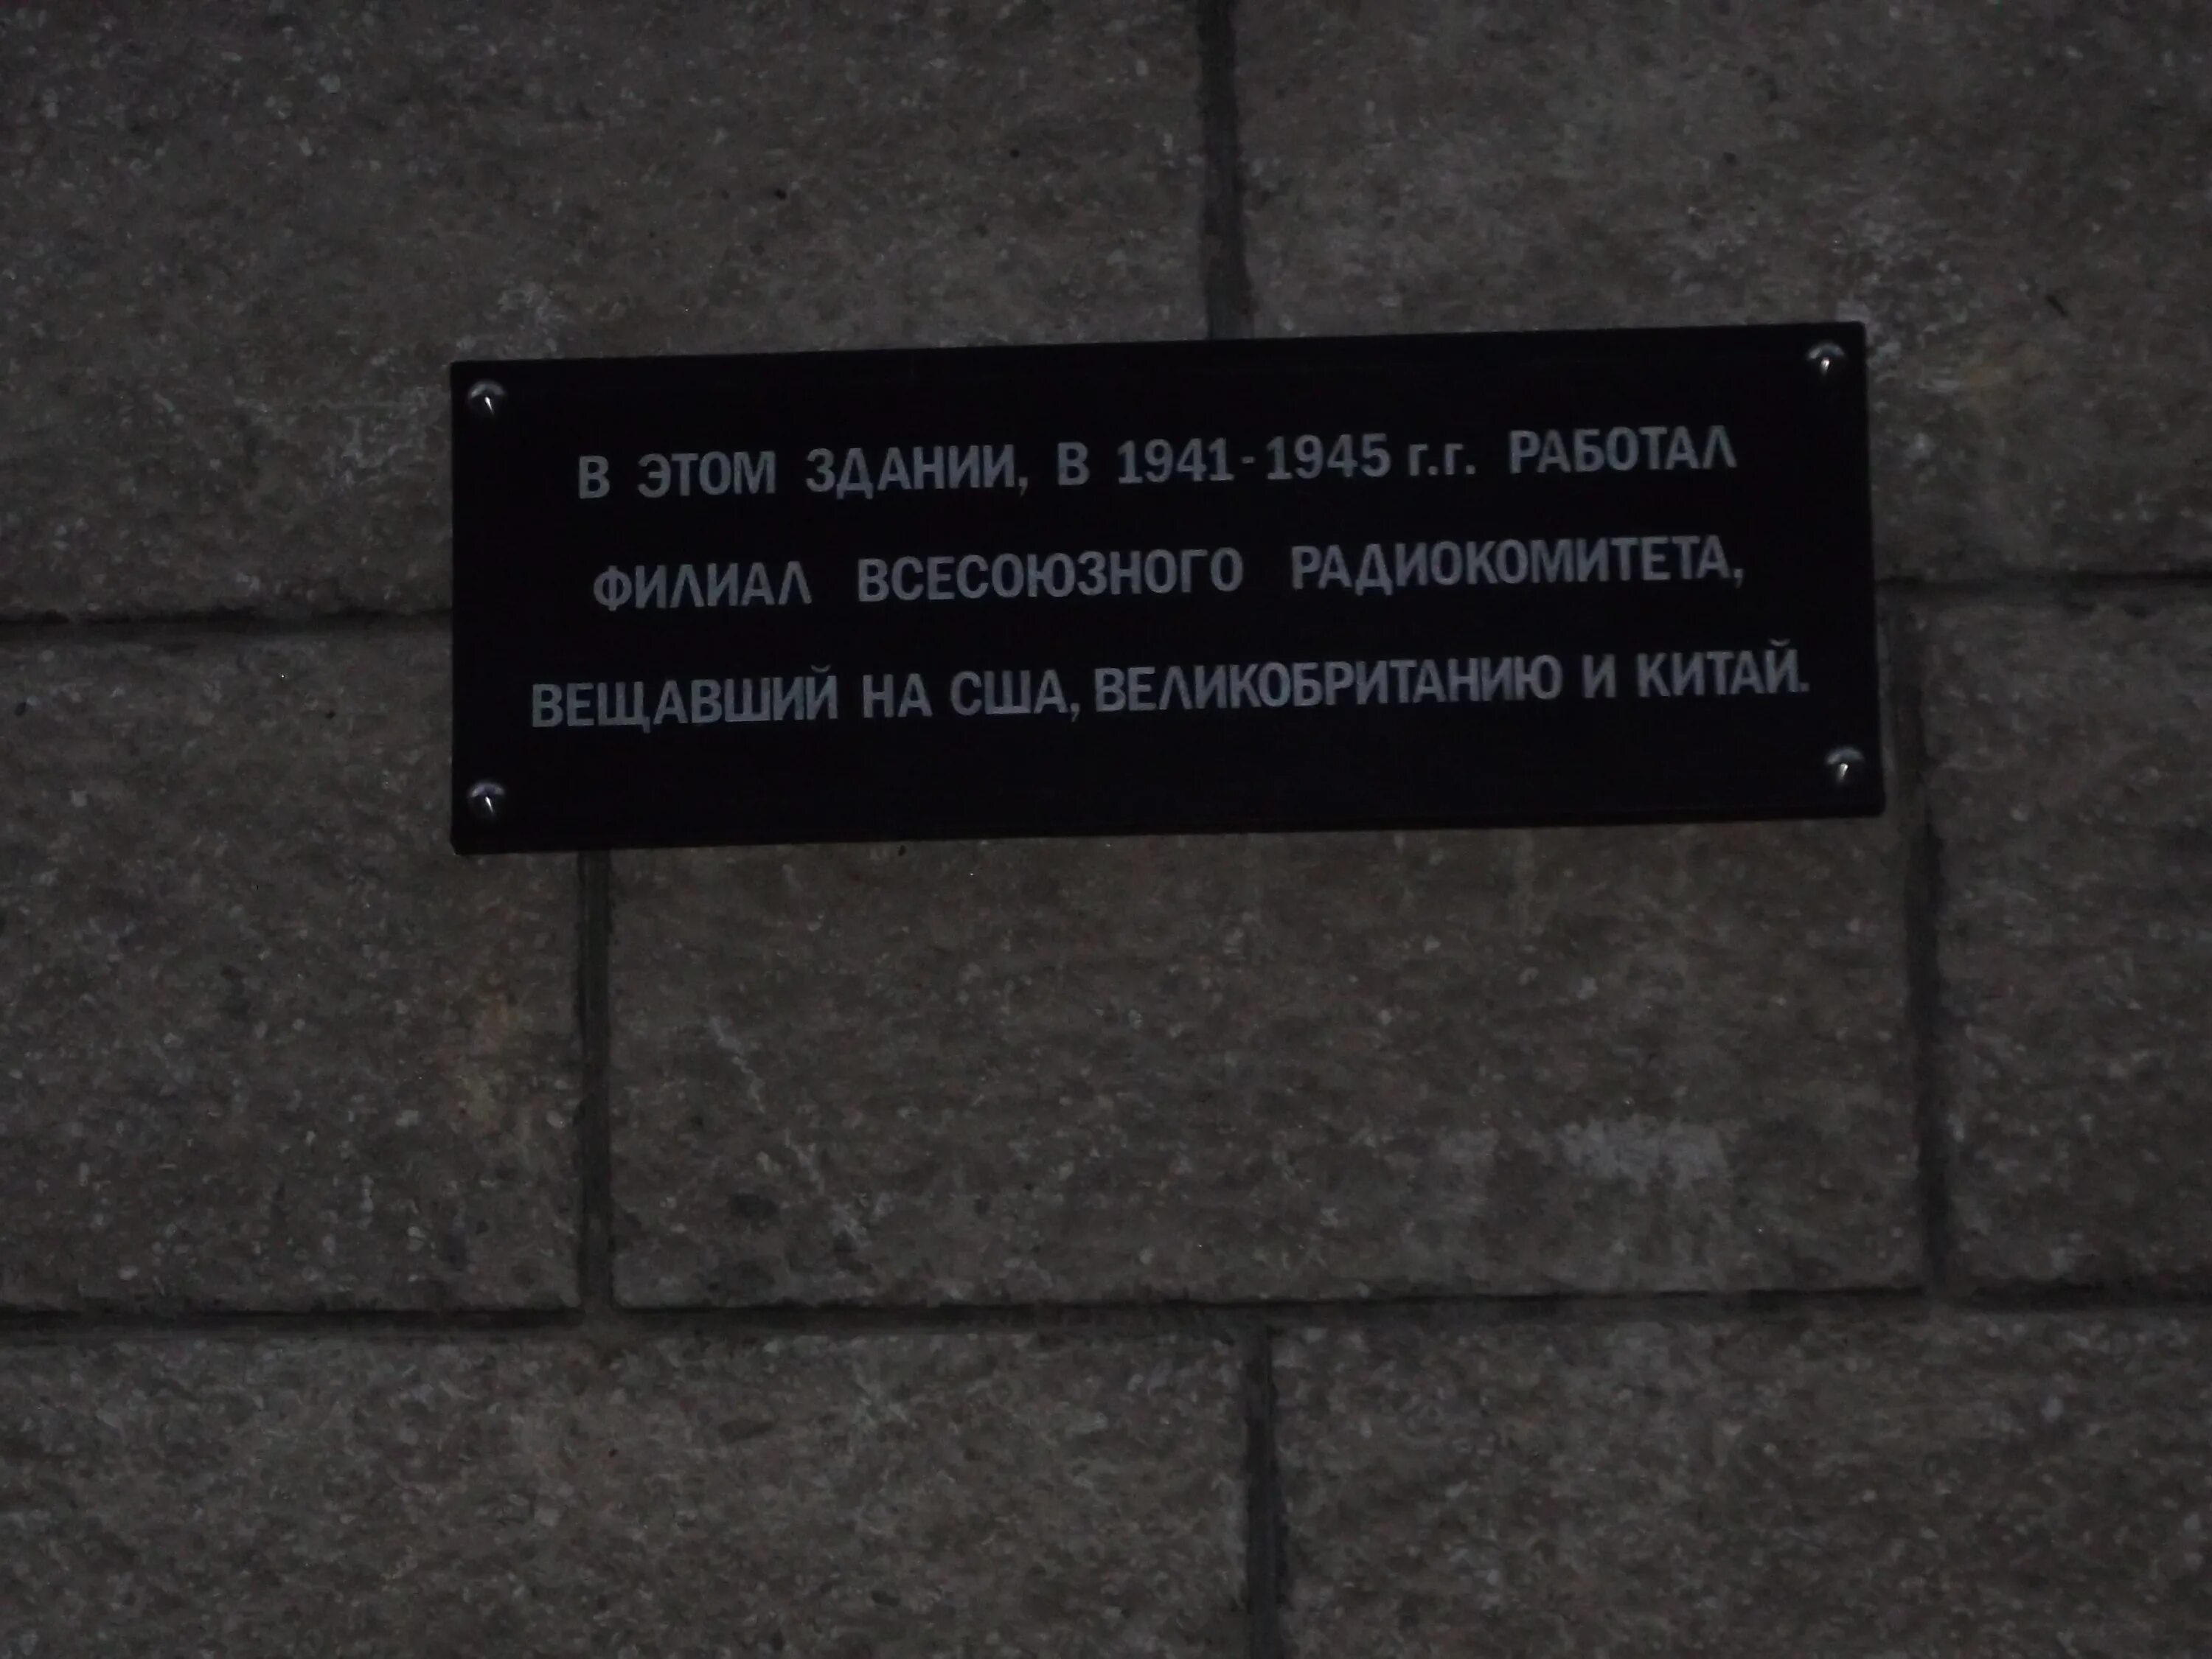 В ЭТОМ ЗДАНИИ, В 1941-1945 г.г. РАБОТАЛ
ФИЛИАЛ ВСЕСОЮЗНОГО РАДИОКОМИТЕТА,
ВЕЩАВШИЙ НА США, ВЕЛИКОБРИТАНИЮ И КИТАЙ.